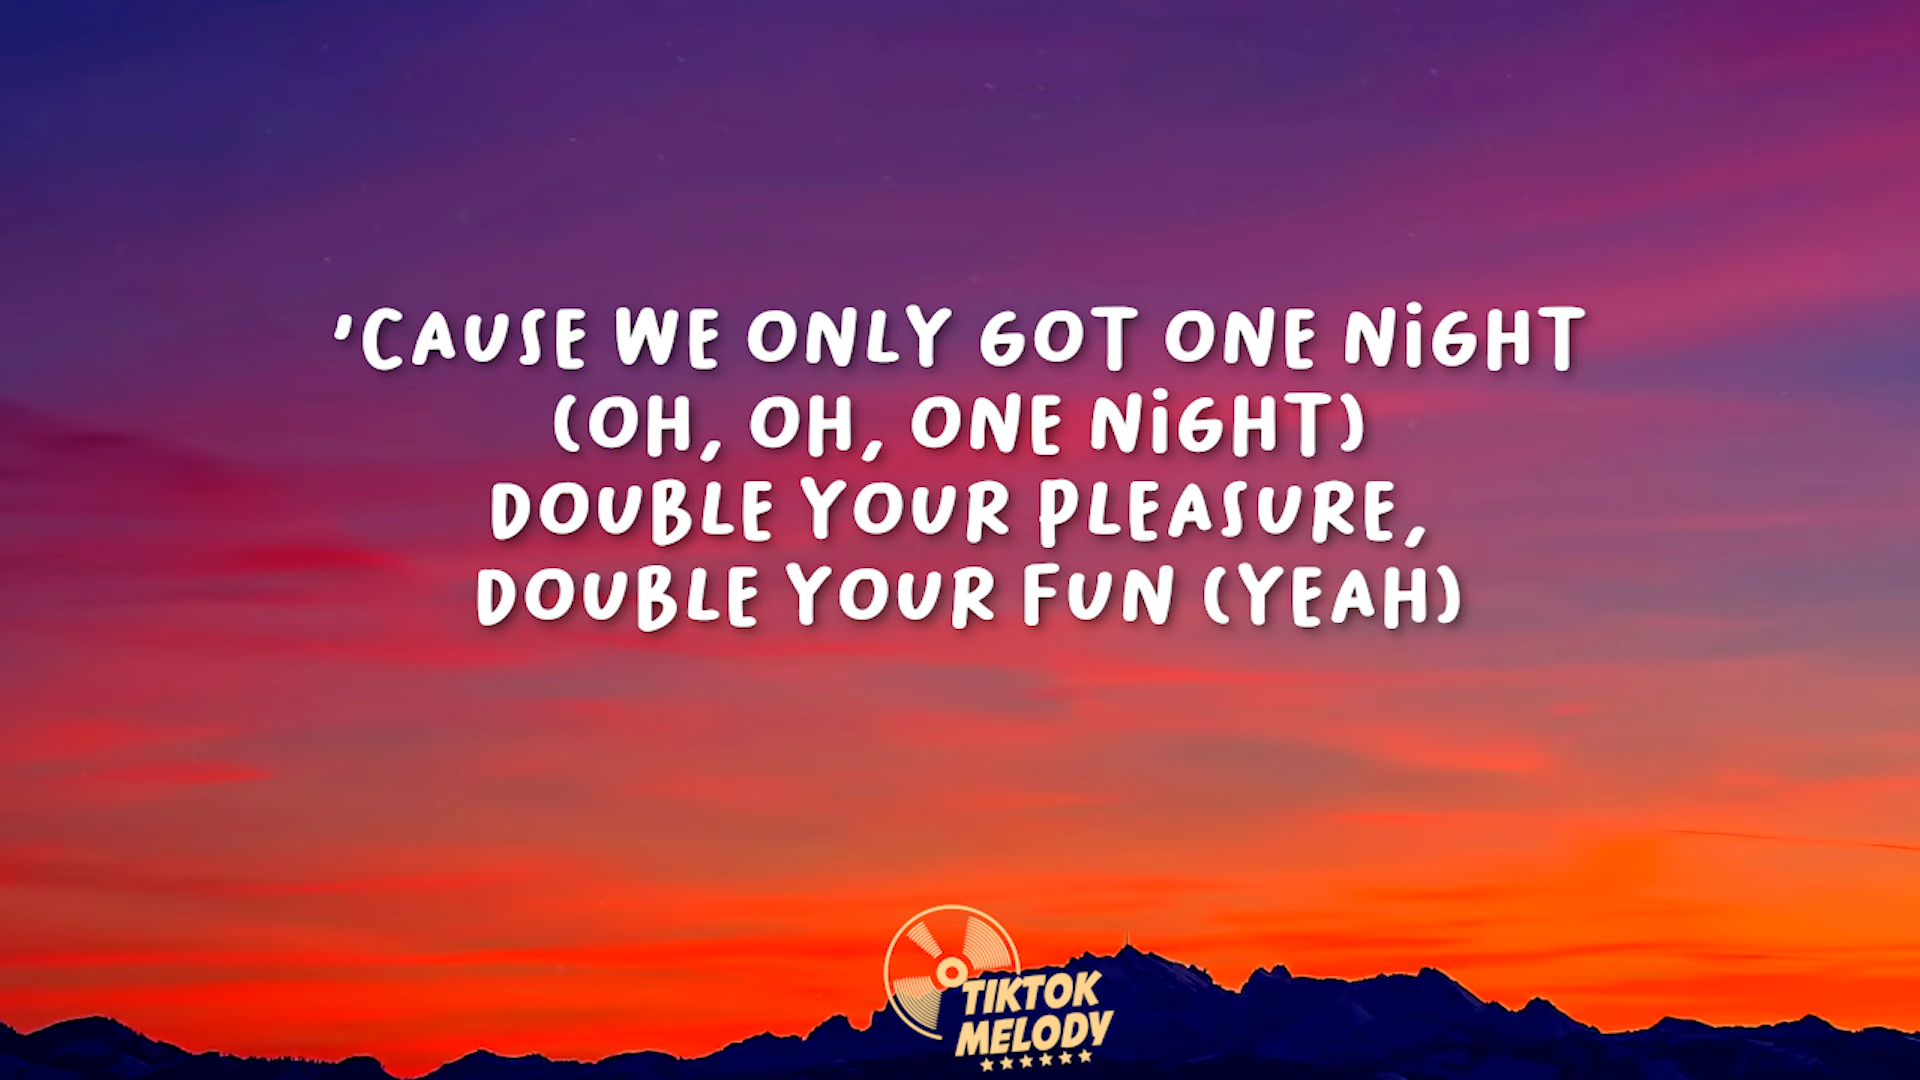 'CAUSE WE ONLY GOT ONE NiGHT
(OH, OH, ONE NiGHT)
DOUBLE YOUR PLEASURE,
DOUBLE YOUR FUN (YEAH)
TIKTOK
MELODY